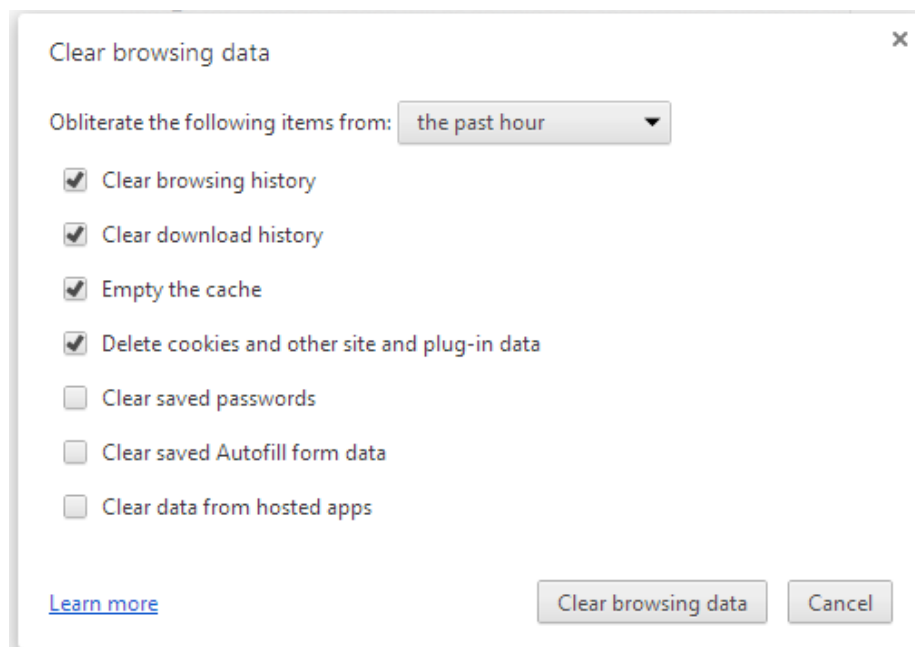 Clear browsing data
Obliterate the following items from: the past hour
Clear browsing history
Clear download history
Empty the cache
Delete cookies and other site and plug-in data
Clear saved passwords
Clear saved Autofill form data
Clear data from hosted apps
Learn more Clear browsing data Cancel